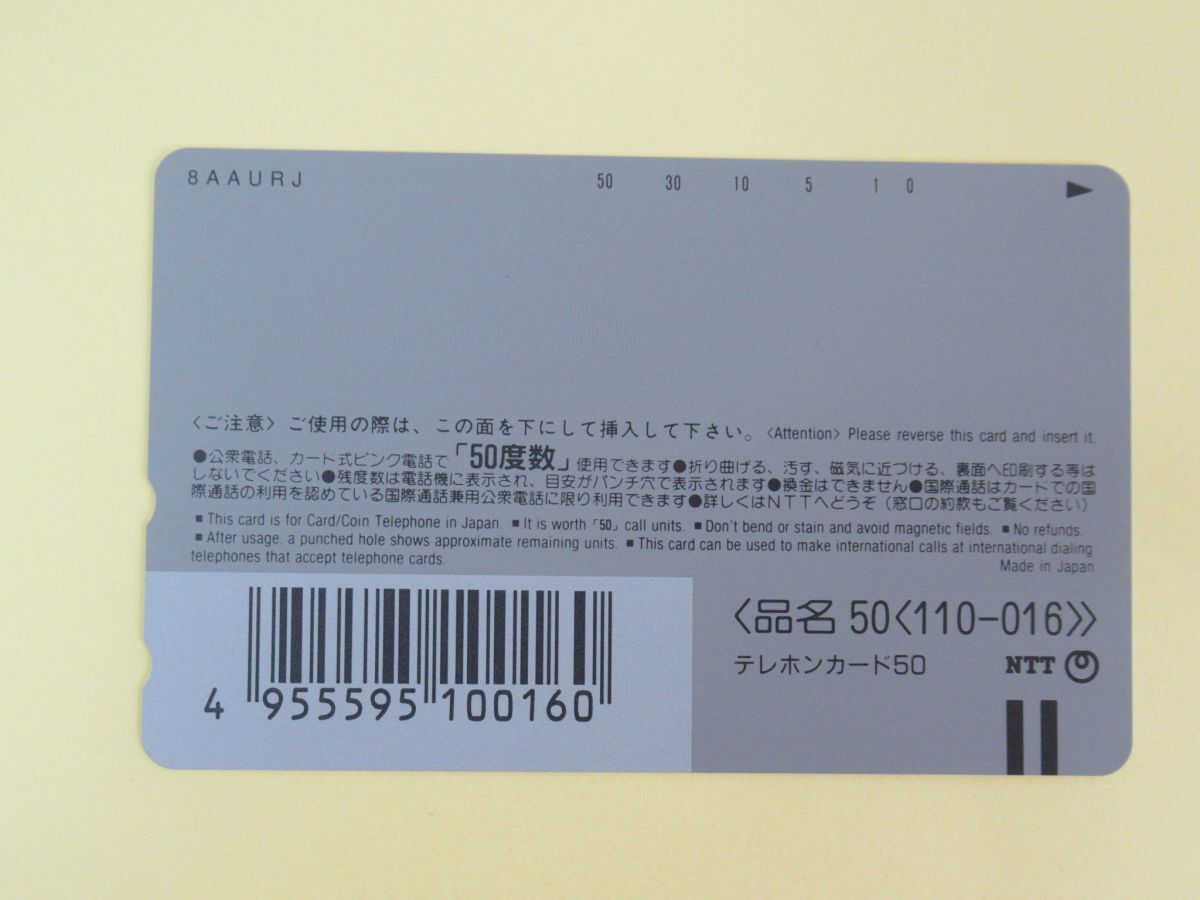 8AAURJ 50 30 10 5 1 0 ▶
〈ご注意〉ご使用の際は、この面を下にして挿入して下さい。〈Attention〉Please reverse this card and insert it.
●公衆電話、カード式ピンク電話で「50度数」使用できます●折り曲げる、汚す、磁気に近づける、裏面へ印刷する等は
しないでください●残度数は電話機に表示され、目安がパンチ穴で表示されます●換金はできません●国際通話はカードでの国
際通話の利用を認めている国際通話兼用公衆電話に限り利用できます●詳しくはNTTへどうぞ（窓口の約款もご覧ください）
■This card is for Card/Coin Telephone in Japan. ■It is worth「50」call units. ■Don't bend or stain and avoid magnetic fields. ■No refunds.
■After usage, a punched hole shows approximate remaining units. ■This card can be used to make international calls at international dialing
telephones that accept telephone cards.
Made in Japan
〈品名 50〈110-016〉〉
テレホンカード50 NTT
4 955595 100160